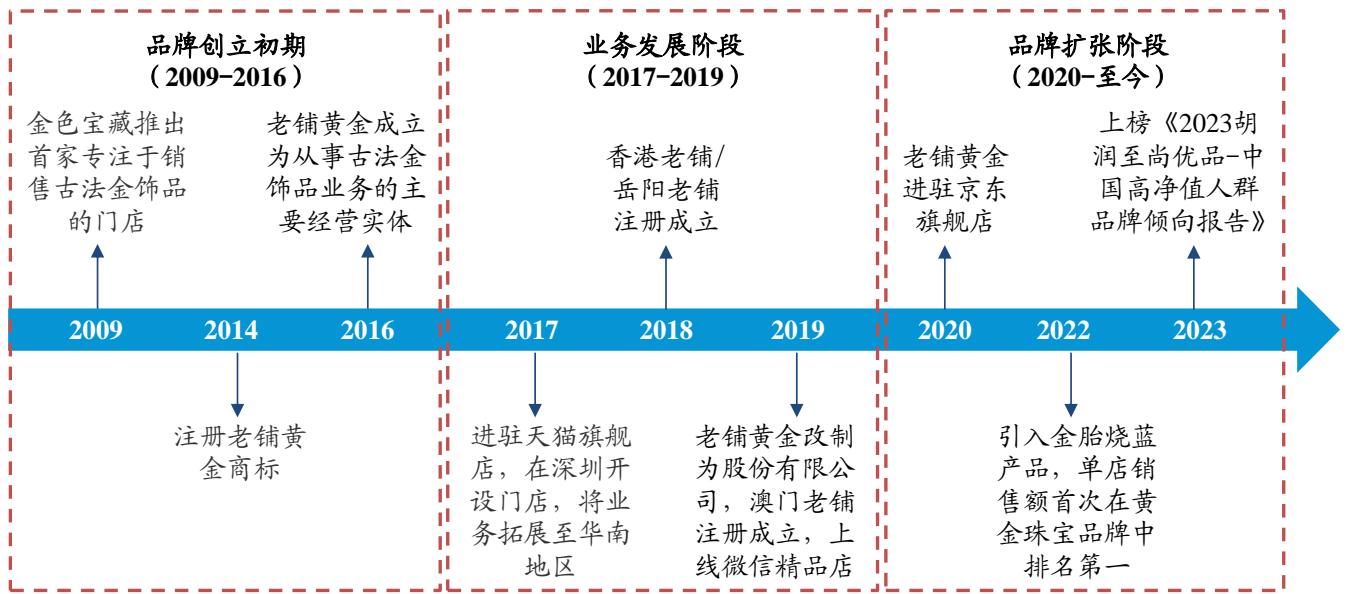 品牌创立初期
（2009-2016）
金色宝藏推出
首家专注于销
售古法金饰品
的门店
老铺黄金成立
为从事古法金
饰品业务的主
要经营实体
业务发展阶段
（2017-2019）
香港老铺/
岳阳老铺
注册成立
品牌扩张阶段
（2020-至今）
老铺黄金
进驻京东
旗舰店
上榜《2023胡
润至尚优品-中
国高净值人群
品牌倾向报告》
2009 2014 2016 2017 2018 2019 2020 2022 2023
注册老铺黄
金商标
进驻天猫旗舰
店，在深圳开
设门店，将业
务拓展至华南
地区
老铺黄金改制
为股份有限公
司，澳门老铺
注册成立，上
线微信精品店
引入金胎烧蓝
产品，单店销
售额首次在黄
金珠宝品牌中
排名第一